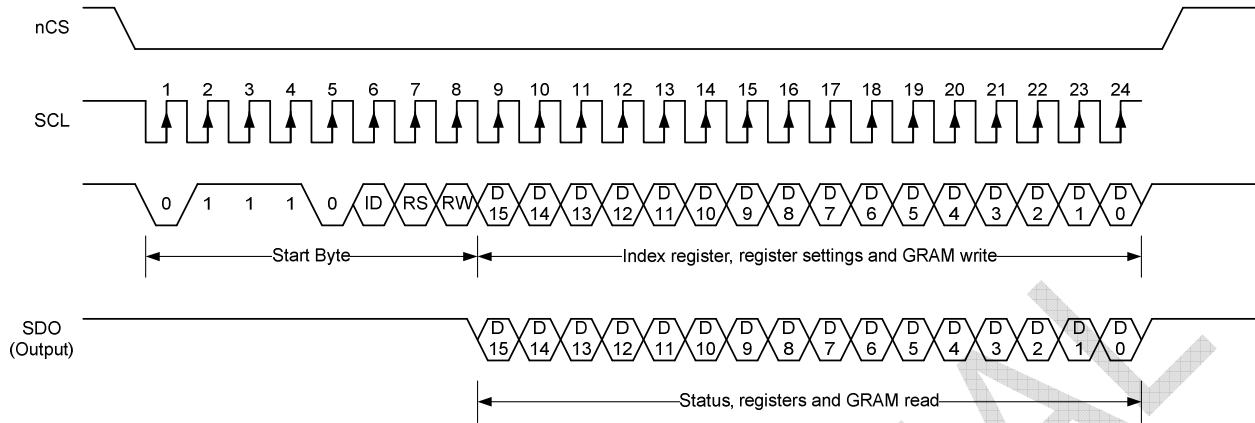 nCS
1 2 3 4 5 6 7 8 9 10 11 12 13 14 15 16 17 18 19 20 21 22 23 24
SCL
0 1 1 1 0 ID RS RW D15 D14 D13 D12 D11 D10 D9 D8 D7 D6 D5 D4 D3 D2 D1 D0
Start Byte Index register, register settings and GRAM write
SDO
(Output)
D15 D14 D13 D12 D11 D10 D9 D8 D7 D6 D5 D4 D3 D2 D1 D0
Status, registers and GRAM read